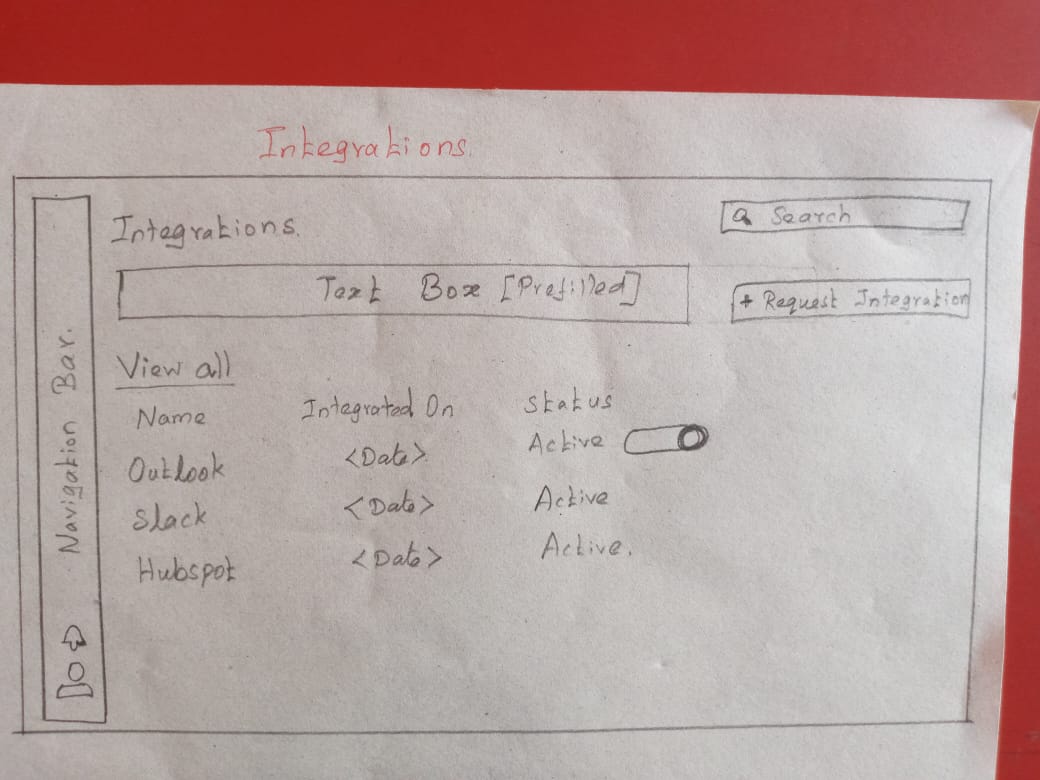 Integrations.
Integrations.
Search
Text Box [Prefilled]
+ Request Integration
View all
Name Integrated On Status
Outlook <Date> Active
Slack <Date> Active
Hubspot <Date> Active.
Navigation Bar.